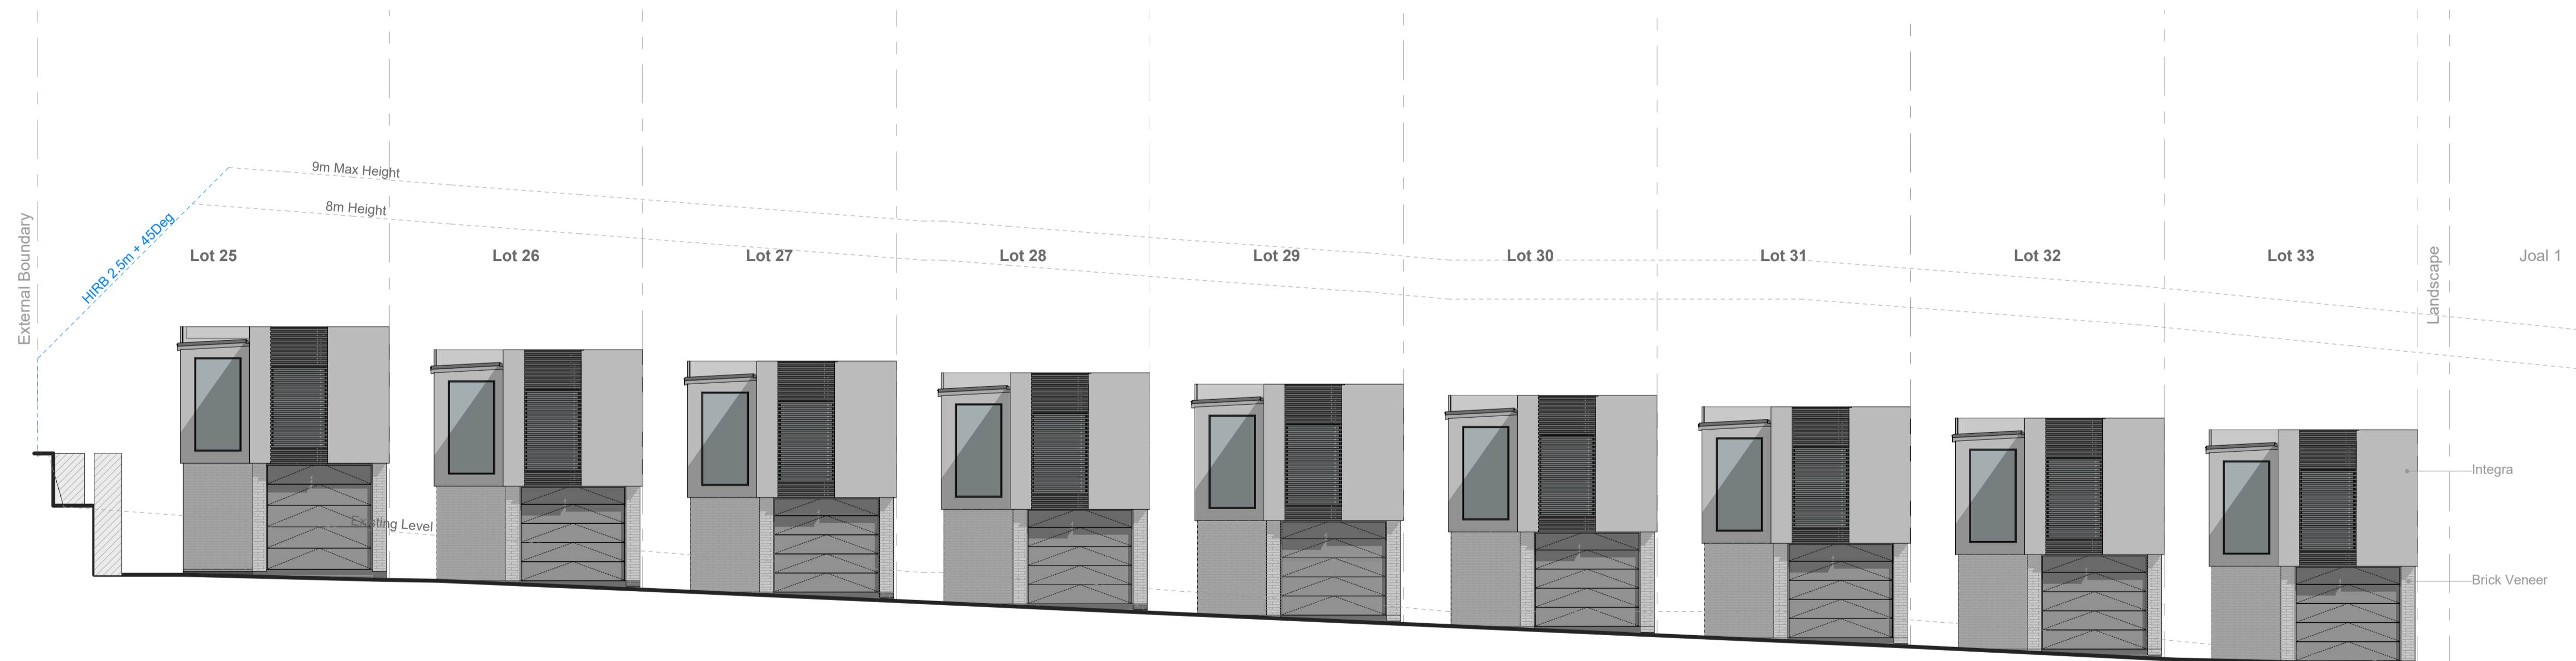 9m Max Height
8m Height
HIRB 2.5m + 45Deg
External Boundary
Lot 25
Lot 26
Lot 27
Lot 28
Lot 29
Lot 30
Lot 31
Lot 32
Lot 33
Landscape
Joal 1
Existing Level
Integra
Brick Veneer